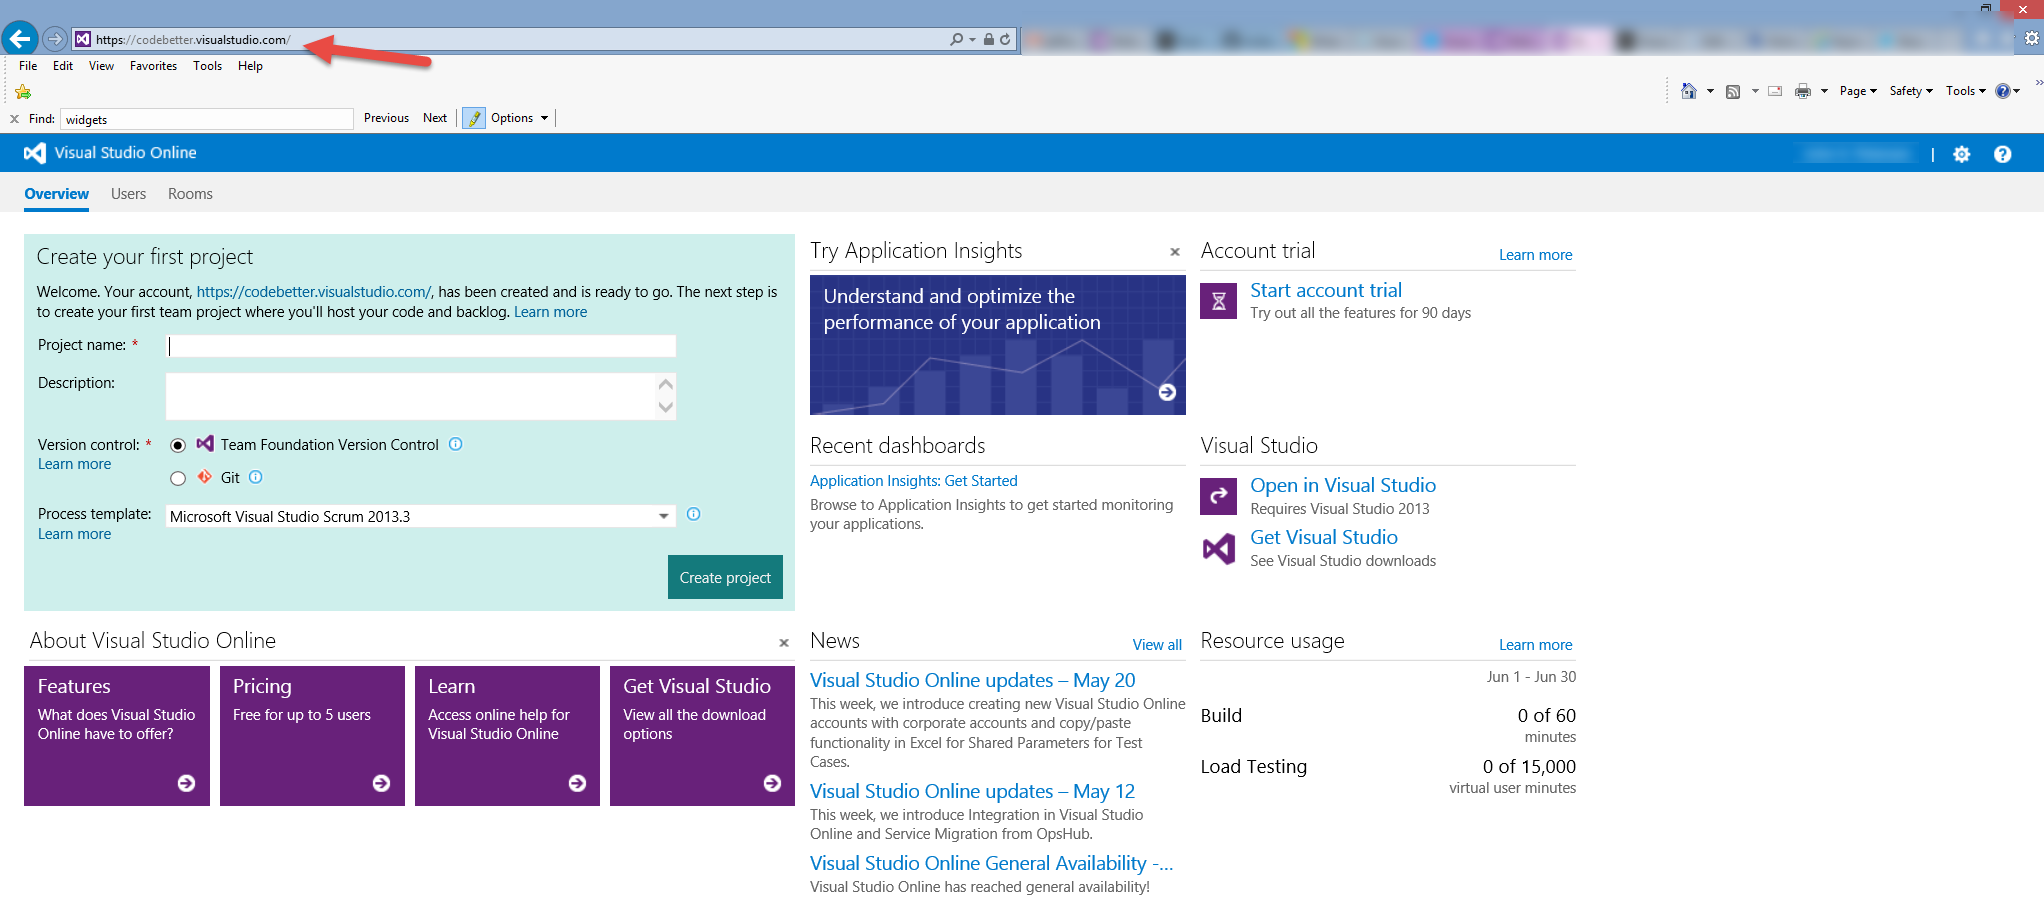 https://codebetter.visualstudio.com/
File Edit View Favorites Tools Help
Page Safety Tools
Find: widgets Previous Next Options
Visual Studio Online
Overview Users Rooms
Create your first project
Welcome. Your account, https://codebetter.visualstudio.com/, has been created and is ready to go. The next step is
to create your first team project where you'll host your code and backlog. Learn more
Project name: *
Description:
Version control: * Team Foundation Version Control
Learn more
Git
Process template: Microsoft Visual Studio Scrum 2013.3
Learn more
Create project
Try Application Insights
Understand and optimize the
performance of your application
Account trial Learn more
Start account trial
Try out all the features for 90 days
Recent dashboards
Application Insights: Get Started
Browse to Application Insights to get started monitoring
your applications.
Visual Studio
Open in Visual Studio
Requires Visual Studio 2013
Get Visual Studio
See Visual Studio downloads
About Visual Studio Online
Features
What does Visual Studio
Online have to offer?
Pricing
Free for up to 5 users
Learn
Access online help for
Visual Studio Online
Get Visual Studio
View all the download
options
News View all
Visual Studio Online updates – May 20
This week, we introduce creating new Visual Studio Online
accounts with corporate accounts and copy/paste
functionality in Excel for Shared Parameters for Test
Cases.
Visual Studio Online updates – May 12
This week, we introduce Integration in Visual Studio
Online and Service Migration from OpsHub.
Visual Studio Online General Availability -...
Visual Studio Online has reached general availability!
Resource usage Learn more
Jun 1 - Jun 30
Build 0 of 60
minutes
Load Testing 0 of 15,000
virtual user minutes